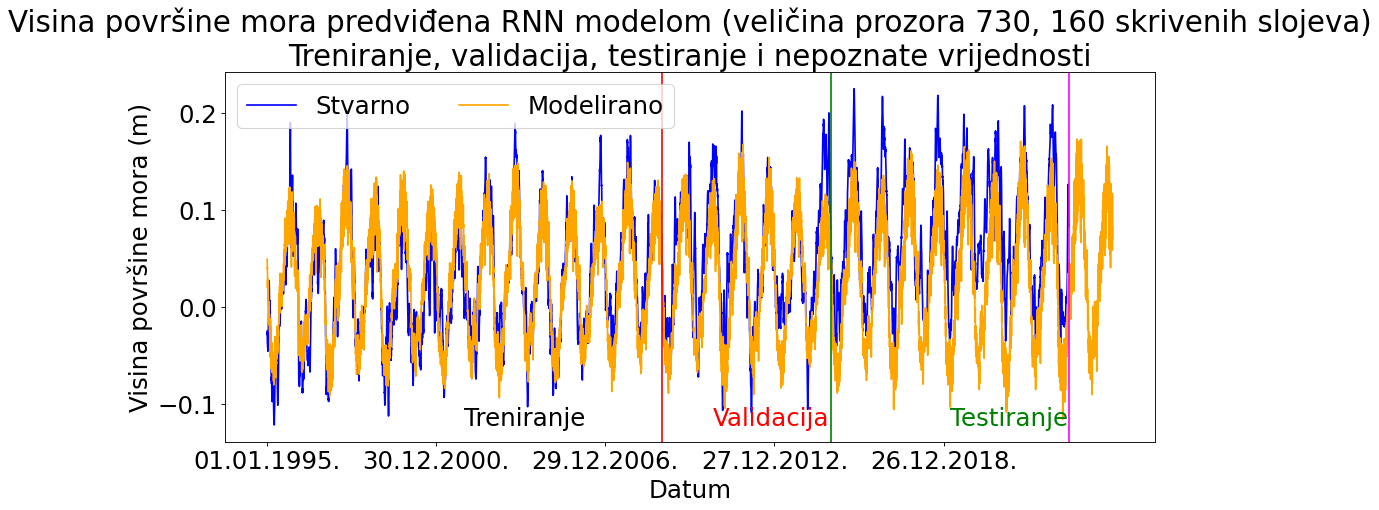 Visina površine mora predviđena RNN modelom (veličina prozora 730, 160 skrivenih slojeva)
Treniranje, validacija, testiranje i nepoznate vrijednosti
Stvarno
Modelirano
Visina površine mora (m)
0.2
0.1
0.0
−0.1
Treniranje
Validacija
Testiranje
01.01.1995.
30.12.2000.
29.12.2006.
27.12.2012.
26.12.2018.
Datum